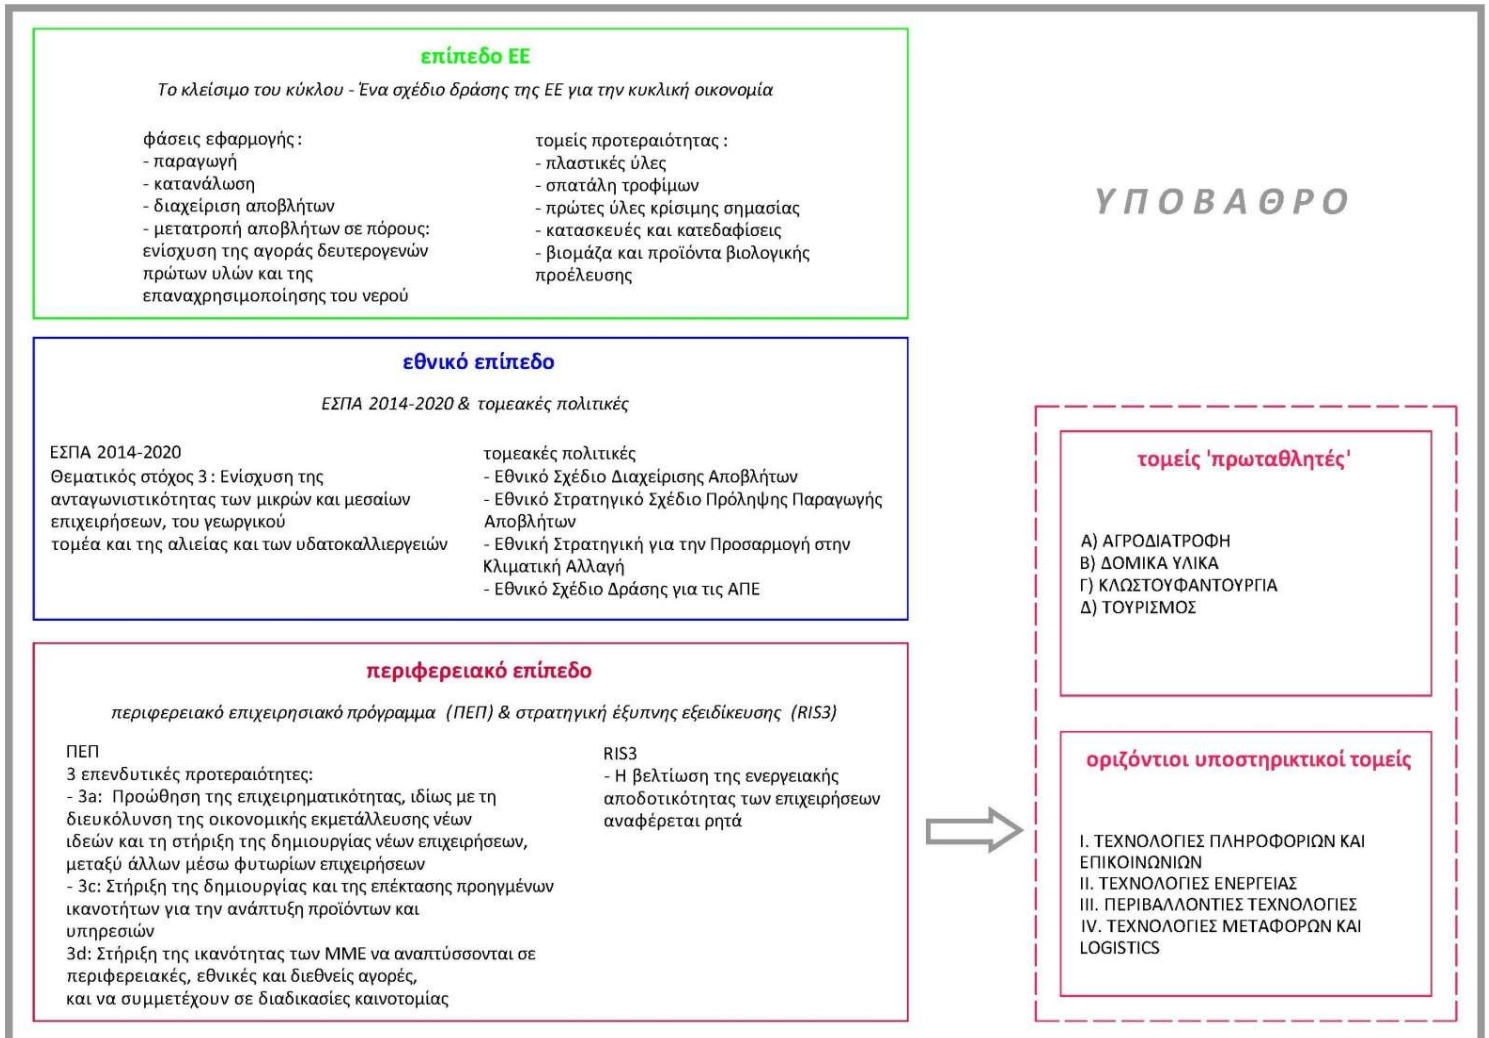 επίπεδο ΕΕ
Το κλείσιμο του κύκλου - Ένα σχέδιο δράσης της ΕΕ για την κυκλική οικονομία
φάσεις εφαρμογής :
- παραγωγή
- κατανάλωση
- διαχείριση αποβλήτων
- μετατροπή αποβλήτων σε πόρους:
ενίσχυση της αγοράς δευτερογενών
πρώτων υλών και της
επαναχρησιμοποίησης του νερού
τομείς προτεραιότητας :
- πλαστικές ύλες
- σπατάλη τροφίμων
- πρώτες ύλες κρίσιμης σημασίας
- κατασκευές και κατεδαφίσεις
- βιομάζα και προϊόντα βιολογικής
προέλευσης
ΥΠΟΒΑΘΡΟ
εθνικό επίπεδο
ΕΣΠΑ 2014-2020 & τομεακές πολιτικές
ΕΣΠΑ 2014-2020
Θεματικός στόχος 3 : Ενίσχυση της
ανταγωνιστικότητας των μικρών και μεσαίων
επιχειρήσεων, του γεωργικού
τομέα και της αλιείας και των υδατοκαλλιεργειών
τομεακές πολιτικές
- Εθνικό Σχέδιο Διαχείρισης Αποβλήτων
- Εθνικό Στρατηγικό Σχέδιο Πρόληψης Παραγωγής
Αποβλήτων
- Εθνική Στρατηγική για την Προσαρμογή στην
Κλιματική Αλλαγή
- Εθνικό Σχέδιο Δράσης για τις ΑΠΕ
περιφερειακό επίπεδο
περιφερειακό επιχειρησιακό πρόγραμμα (ΠΕΠ) & στρατηγική έξυπνης εξειδίκευσης (RIS3)
ΠΕΠ
3 επενδυτικές προτεραιότητες:
- 3a: Προώθηση της επιχειρηματικότητας, ιδίως με τη
διευκόλυνση της οικονομικής εκμετάλλευσης νέων
ιδεών και τη στήριξη της δημιουργίας νέων επιχειρήσεων,
μεταξύ άλλων μέσω φυτωρίων επιχειρήσεων
- 3c: Στήριξη της δημιουργίας και της επέκτασης προηγμένων
ικανοτήτων για την ανάπτυξη προϊόντων και
υπηρεσιών
3d: Στήριξη της ικανότητας των ΜΜΕ να αναπτύσσονται σε
περιφερειακές, εθνικές και διεθνείς αγορές,
και να συμμετέχουν σε διαδικασίες καινοτομίας
RIS3
- Η βελτίωση της ενεργειακής
αποδοτικότητας των επιχειρήσεων
αναφέρεται ρητά
τομείς 'πρωταθλητές'
Α) ΑΓΡΟΔΙΑΤΡΟΦΗ
Β) ΔΟΜΙΚΑ ΥΛΙΚΑ
Γ) ΚΛΩΣΤΟΥΦΑΝΤΟΥΡΓΙΑ
Δ) ΤΟΥΡΙΣΜΟΣ
οριζόντιοι υποστηρικτικοί τομείς
I. ΤΕΧΝΟΛΟΓΙΕΣ ΠΛΗΡΟΦΟΡΙΩΝ ΚΑΙ
ΕΠΙΚΟΙΝΩΝΙΩΝ
II. ΤΕΧΝΟΛΟΓΙΕΣ ΕΝΕΡΓΕΙΑΣ
III. ΠΕΡΙΒΑΛΛΟΝΤΙΕΣ ΤΕΧΝΟΛΟΓΙΕΣ
IV. ΤΕΧΝΟΛΟΓΙΕΣ ΜΕΤΑΦΟΡΩΝ ΚΑΙ
LOGISTICS